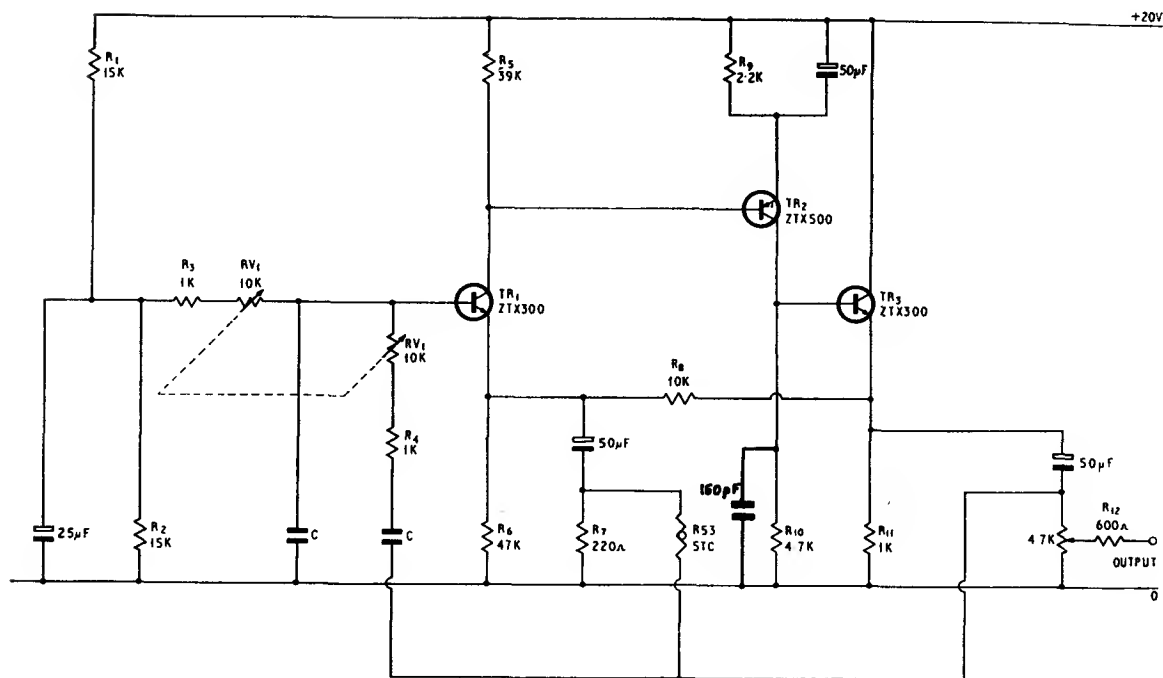 +20V
R1
15K
R5
39K
R9
2·2K
50µF
TR2
ZTX500
R3
1K
RV1
10K
TR1
ZTX300
TR3
ZTX300
RV1
10K
R8
10K
R4
1K
50µF
50µF
160pF
25µF
R2
15K
C
C
R6
47K
R7
220Ω
R53
STC
R10
4·7K
R11
1K
4·7K
R12
600Ω
OUTPUT
0